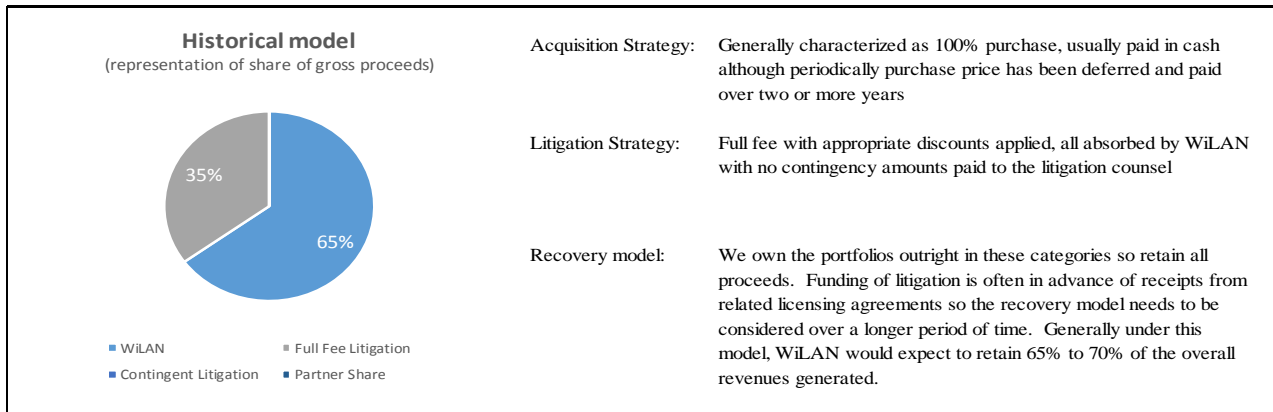 Historical model
(representation of share of gross proceeds)
35%
65%
WiLAN
Full Fee Litigation
Contingent Litigation
Partner Share
Acquisition Strategy:
Generally characterized as 100% purchase, usually paid in cash
although periodically purchase price has been deferred and paid
over two or more years
Litigation Strategy:
Full fee with appropriate discounts applied, all absorbed by WiLAN
with no contingency amounts paid to the litigation counsel
Recovery model:
We own the portfolios outright in these categories so retain all
proceeds. Funding of litigation is often in advance of receipts from
related licensing agreements so the recovery model needs to be
considered over a longer period of time. Generally under this
model, WiLAN would expect to retain 65% to 70% of the overall
revenues generated.